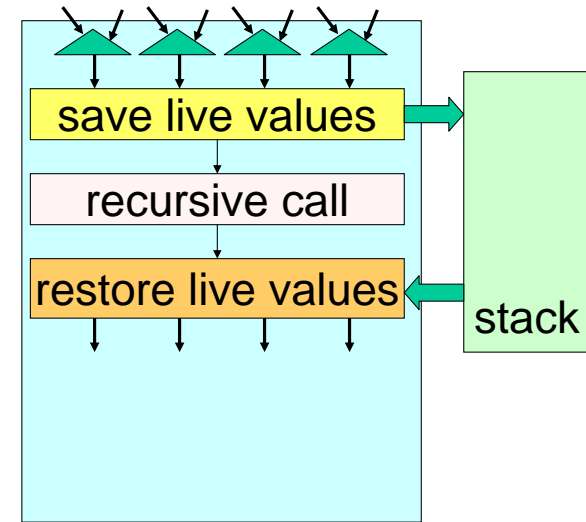 save live values
recursive call
restore live values
stack